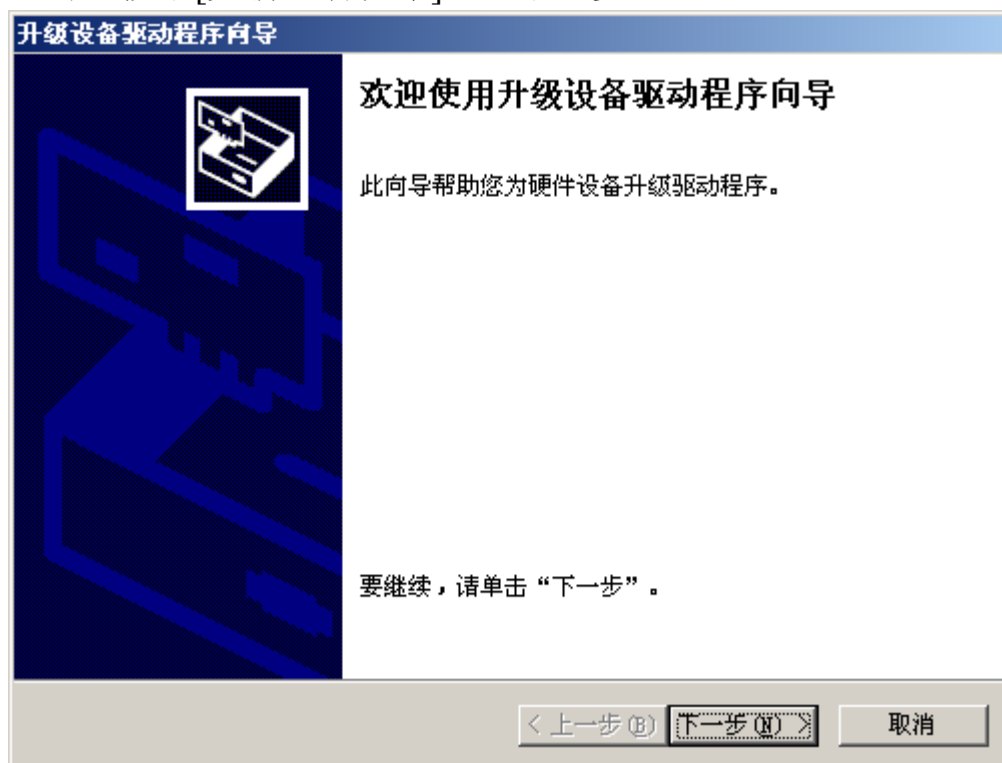 升级设备驱动程序向导
欢迎使用升级设备驱动程序向导
此向导帮助您为硬件设备升级驱动程序。
要继续，请单击“下一步”。
< 上一步(B)
下一步(N) >
取消